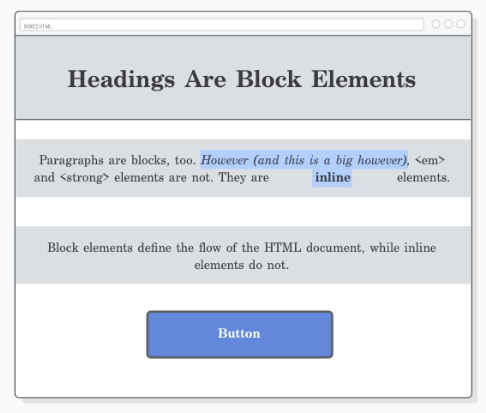 BOXES.HTML
Headings Are Block Elements
Paragraphs are blocks, too. However (and this is a big however), <em>
and <strong> elements are not. They are inline elements.
Block elements define the flow of the HTML document, while inline
elements do not.
Button